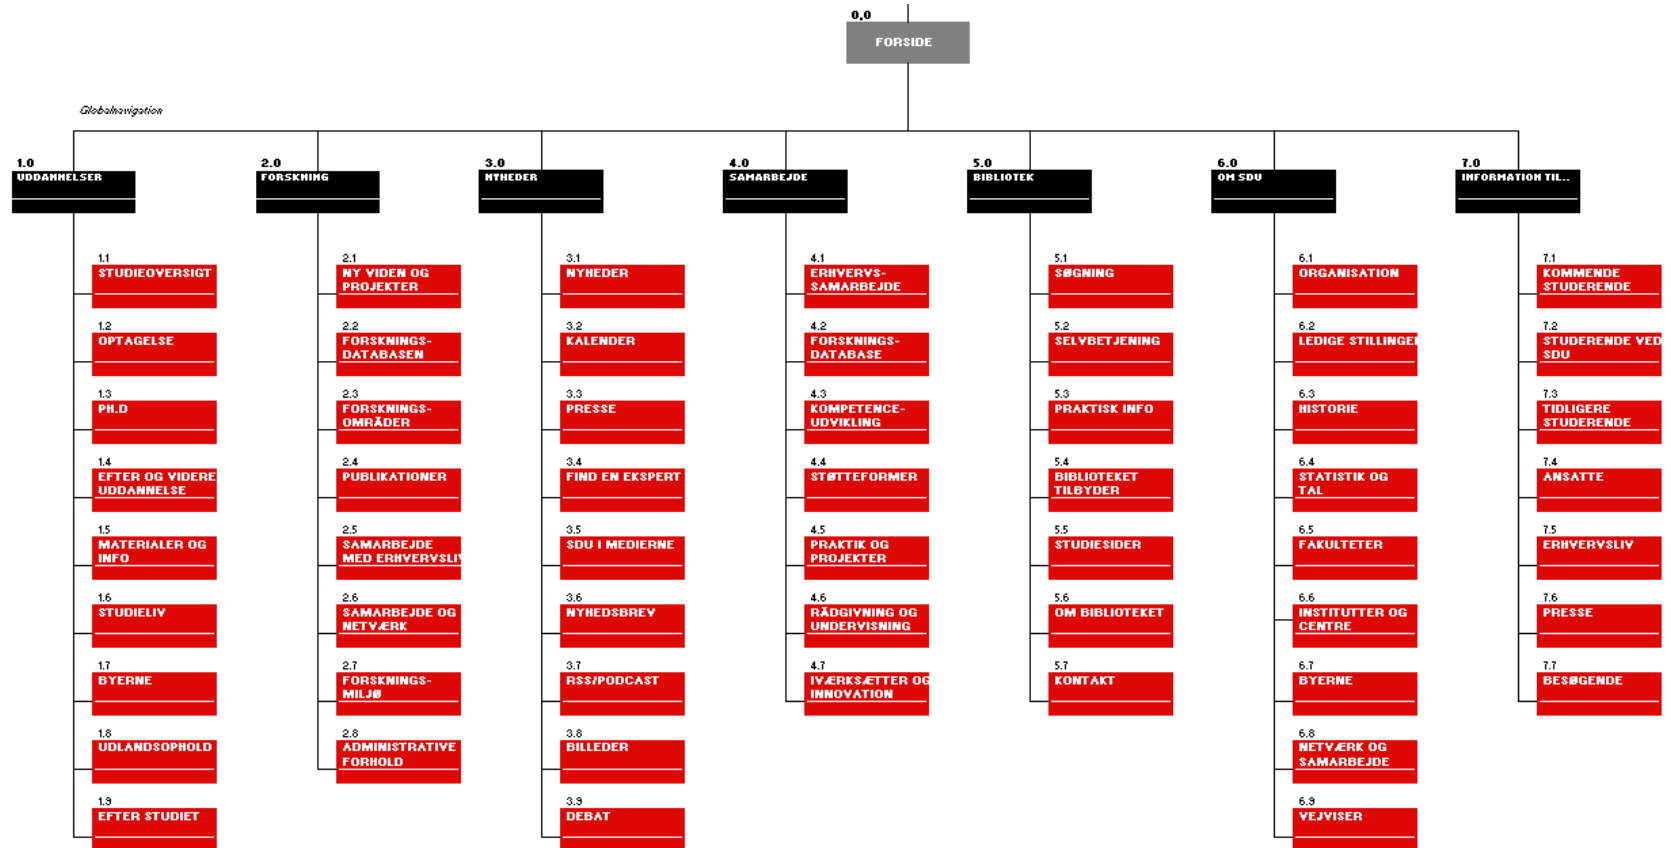 0.0
FORSIDE
Globalnavigation
1.0
UDDANNELSER
1.1
STUDIEOVERSIGT
1.2
OPTAGELSE
1.3
PH.D
1.4
EFTER OG VIDERE
UDDANNELSE
1.5
MATERIALER OG
INFO
1.6
STUDIELIV
1.7
BYERNE
1.8
UDLANDSOPHOLD
1.9
EFTER STUDIET
2.0
FORSKNING
2.1
NY VIDEN OG
PROJEKTER
2.2
FORSKNINGS-
DATABASEN
2.3
FORSKNINGS-
OMRÅDER
2.4
PUBLIKATIONER
2.5
SAMARBEJDE
MED ERHVERVSLIV
2.6
SAMARBEJDE OG
NETVÆRK
2.7
FORSKNINGS-
MILJØ
2.8
ADMINISTRATIVE
FORHOLD
3.0
NYHEDER
3.1
NYHEDER
3.2
KALENDER
3.3
PRESSE
3.4
FIND EN EKSPERT
3.5
SDU I MEDIERNE
3.6
NYHEDSBREV
3.7
RSS/PODCAST
3.8
BILLEDER
3.9
DEBAT
4.0
SAMARBEJDE
4.1
ERHVERVS-
SAMARBEJDE
4.2
FORSKNINGS-
DATABASE
4.3
KOMPETENCE-
UDVIKLING
4.4
STØTTEFORMER
4.5
PRAKTIK OG
PROJEKTER
4.6
RÅDGIVNING OG
UNDERVISNING
4.7
IVÆRKSÆTTER OG
INNOVATION
5.0
BIBLIOTEK
5.1
SØGNING
5.2
SELVBETJENING
5.3
PRAKTISK INFO
5.4
BIBLIOTEKET
TILBYDER
5.5
STUDIESIDER
5.6
OM BIBLIOTEKET
5.7
KONTAKT
6.0
OM SDU
6.1
ORGANISATION
6.2
LEDIGE STILLINGER
6.3
HISTORIE
6.4
STATISTIK OG
TAL
6.5
FAKULTETER
6.6
INSTITUTTER OG
CENTRE
6.7
BYERNE
6.8
NETVÆRK OG
SAMARBEJDE
6.9
VEJVISER
7.0
INFORMATION TIL..
7.1
KOMMENDE
STUDERENDE
7.2
STUDERENDE VED
SDU
7.3
TIDLIGERE
STUDERENDE
7.4
ANSATTE
7.5
ERHVERVSLIV
7.6
PRESSE
7.7
BESØGENDE